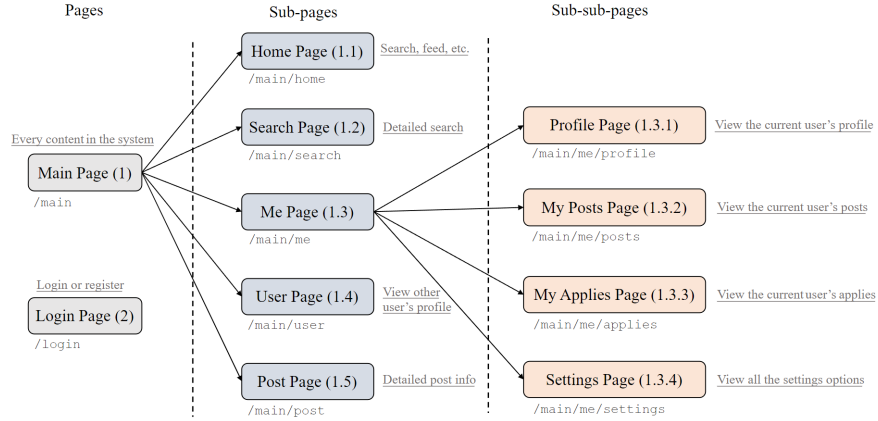 Pages
Sub-pages
Sub-sub-pages
Every content in the system
Main Page (1)
/main
Login or register
Login Page (2)
/login
Home Page (1.1)
Search, feed, etc.
/main/home
Search Page (1.2)
Detailed search
/main/search
Me Page (1.3)
/main/me
User Page (1.4)
View other
user's profile
/main/user
Post Page (1.5)
Detailed post info
/main/post
Profile Page (1.3.1)
View the current user's profile
/main/me/profile
My Posts Page (1.3.2)
View the current user's posts
/main/me/posts
My Applies Page (1.3.3)
View the current user's applies
/main/me/applies
Settings Page (1.3.4)
View all the settings options
/main/me/settings